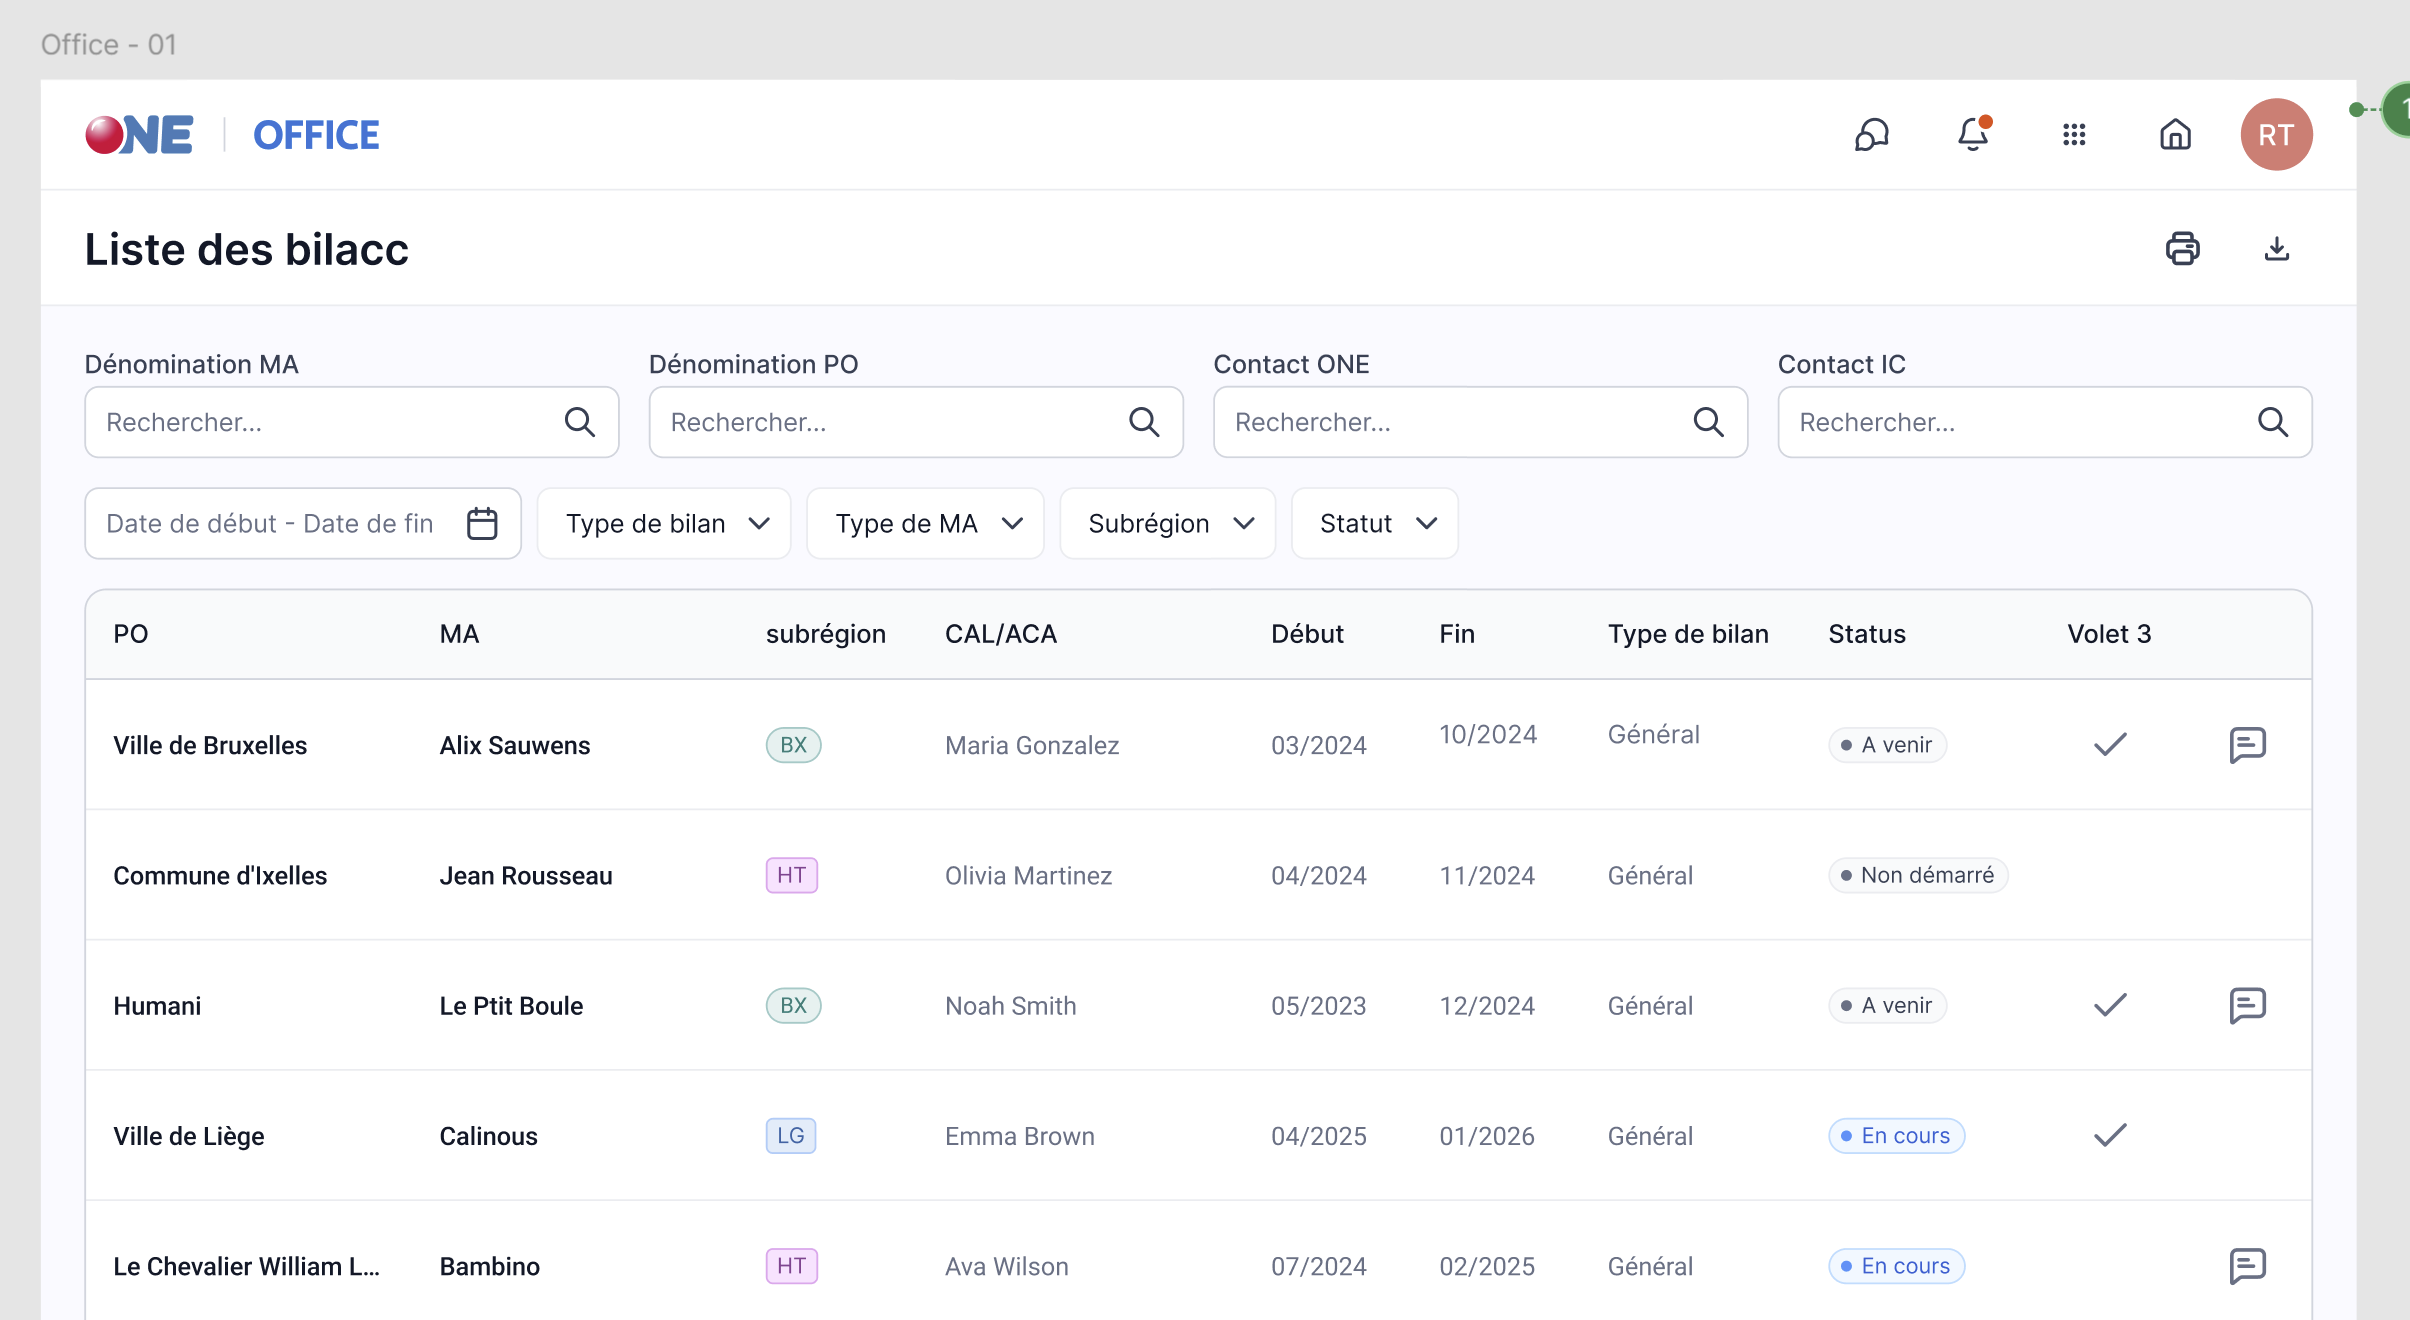 Office - 01
ONE OFFICE RT
Liste des bilacc
Dénomination MA Dénomination PO Contact ONE Contact IC
Rechercher... Rechercher... Rechercher... Rechercher...
Date de début - Date de fin Type de bilan Type de MA Subrégion Statut
PO MA subrégion CAL/ACA Début Fin Type de bilan Status Volet 3
Ville de Bruxelles Alix Sauwens BX Maria Gonzalez 03/2024 10/2024 Général A venir
Commune d'Ixelles Jean Rousseau HT Olivia Martinez 04/2024 11/2024 Général Non démarré
Humani Le Ptit Boule BX Noah Smith 05/2023 12/2024 Général A venir
Ville de Liège Calinous LG Emma Brown 04/2025 01/2026 Général En cours
Le Chevalier William L... Bambino HT Ava Wilson 07/2024 02/2025 Général En cours